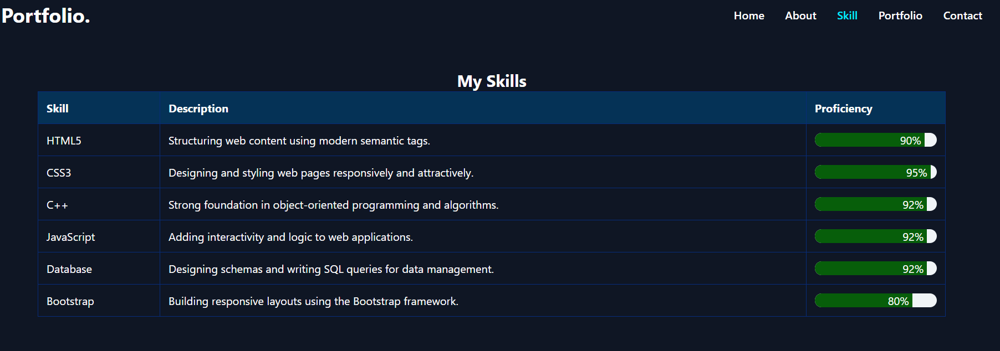 Portfolio. Home About Skill Portfolio Contact
My Skills
Skill Description Proficiency
HTML5 Structuring web content using modern semantic tags. 90%
CSS3 Designing and styling web pages responsively and attractively. 95%
C++ Strong foundation in object-oriented programming and algorithms. 92%
JavaScript Adding interactivity and logic to web applications. 92%
Database Designing schemas and writing SQL queries for data management. 92%
Bootstrap Building responsive layouts using the Bootstrap framework. 80%